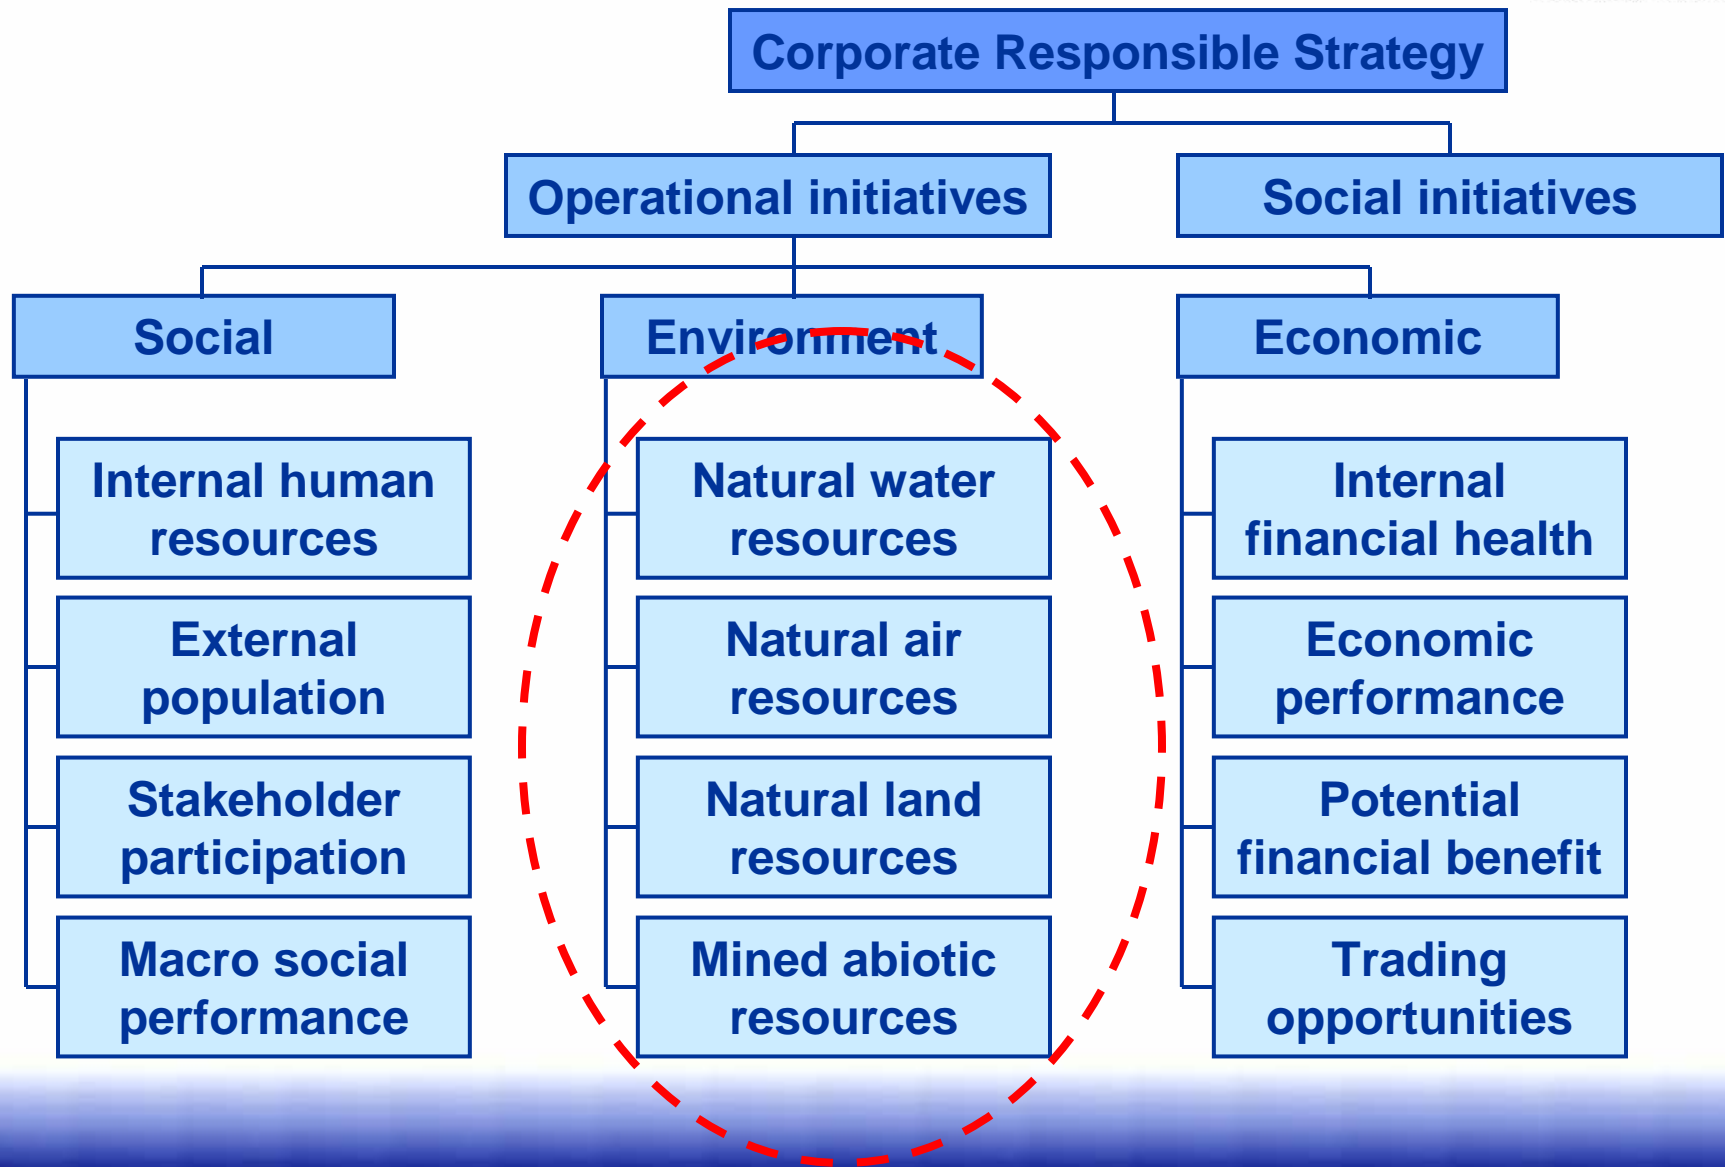 Corporate Responsible Strategy
Operational initiatives
Social initiatives
Social
Environment
Economic
Internal human
resources
External
population
Stakeholder
participation
Macro social
performance
Natural water
resources
Natural air
resources
Natural land
resources
Mined abiotic
resources
Internal
financial health
Economic
performance
Potential
financial benefit
Trading
opportunities